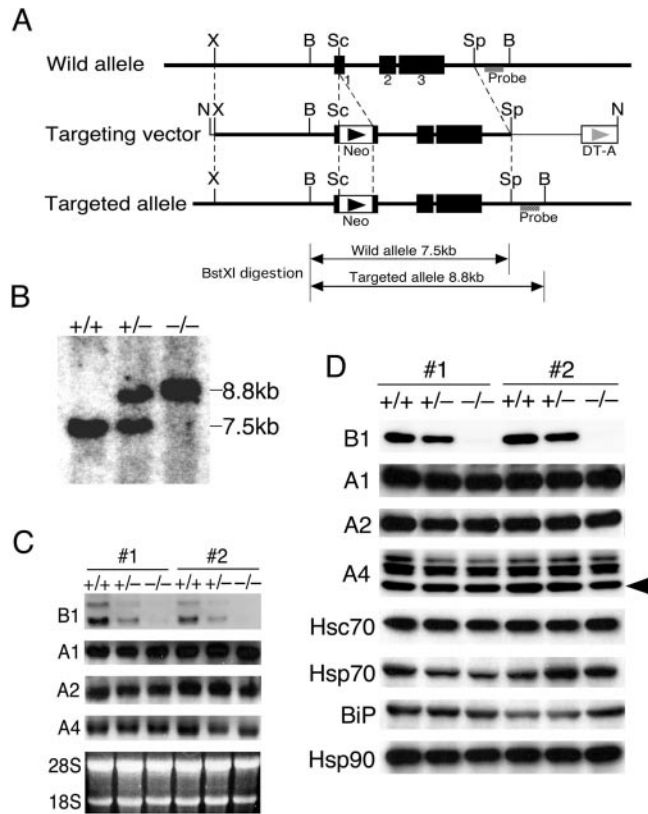 A
X B Sc Sp B
Wild allele
1 2 3 Probe
N X B Sc Sp N
Targeting vector
Neo DT-A
X B Sc Sp B
Targeted allele
Neo Probe
Wild allele 7.5kb
BstXI digestion
Targeted allele 8.8kb
B
+/+ +/− −/−
−8.8kb
−7.5kb
C
#1 #2
+/+ +/− −/− +/+ +/− −/−
B1
A1
A2
A4
28S
18S
D
#1 #2
+/+ +/− −/− +/+ +/− −/−
B1
A1
A2
A4
Hsc70
Hsp70
BiP
Hsp90